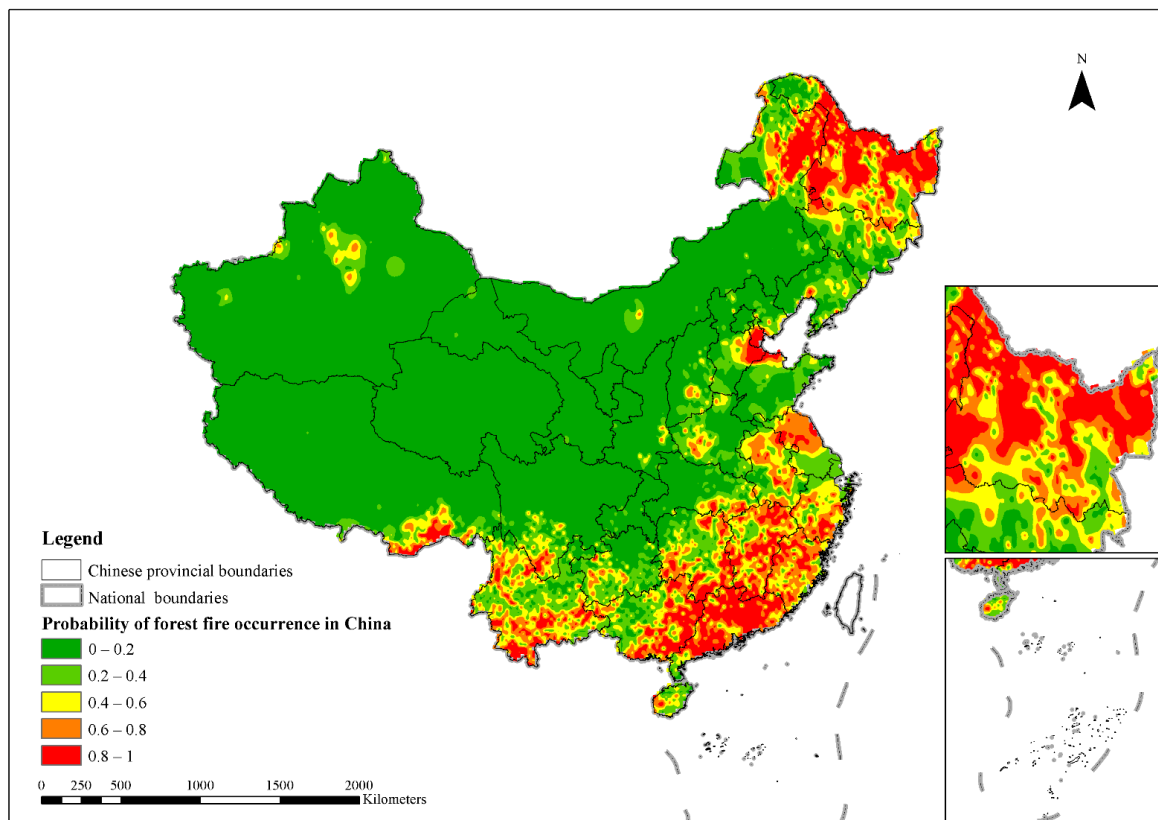 N
Legend
Chinese provincial boundaries
National boundaries
Probability of forest fire occurrence in China
0 – 0.2
0.2 – 0.4
0.4 – 0.6
0.6 – 0.8
0.8 – 1
0 250 500 1000 1500 2000
Kilometers